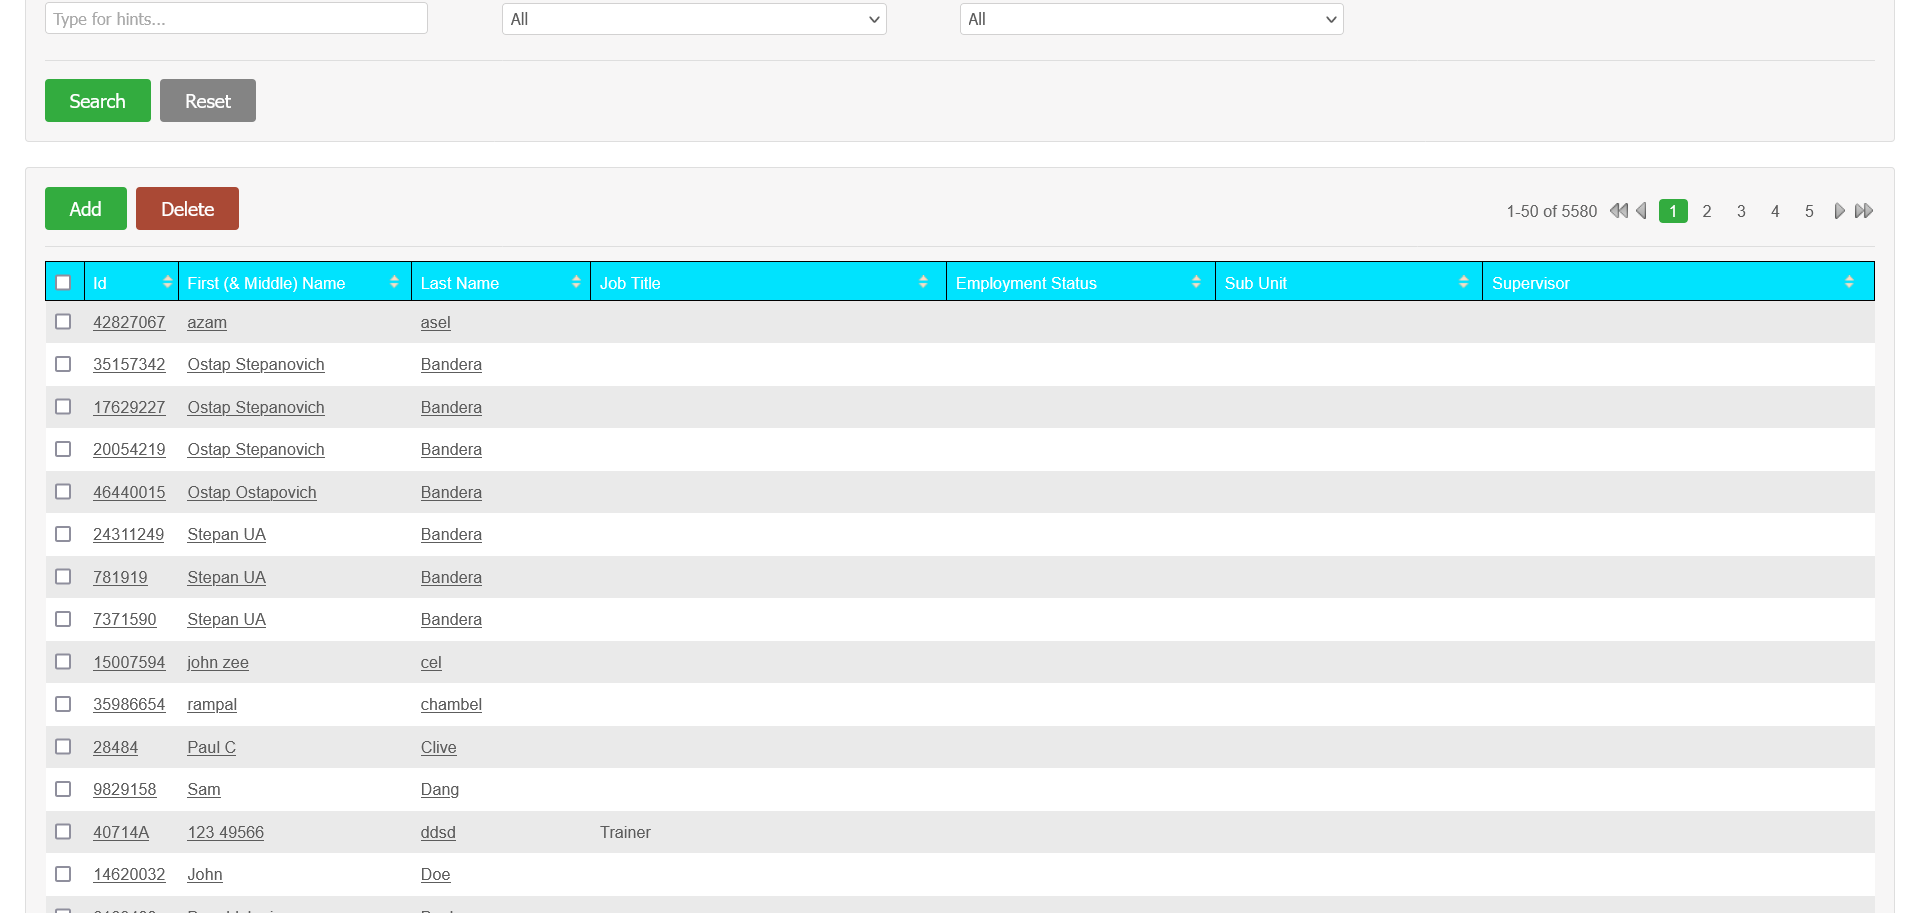 Type for hints... All All
Search Reset
Add Delete 1-50 of 5580 1 2 3 4 5
Id First (& Middle) Name Last Name Job Title Employment Status Sub Unit Supervisor
42827067 azam asel
35157342 Ostap Stepanovich Bandera
17629227 Ostap Stepanovich Bandera
20054219 Ostap Stepanovich Bandera
46440015 Ostap Ostapovich Bandera
24311249 Stepan UA Bandera
781919 Stepan UA Bandera
7371590 Stepan UA Bandera
15007594 john zee cel
35986654 rampal chambel
28484 Paul C Clive
9829158 Sam Dang
40714A 123 49566 ddsd Trainer
14620032 John Doe